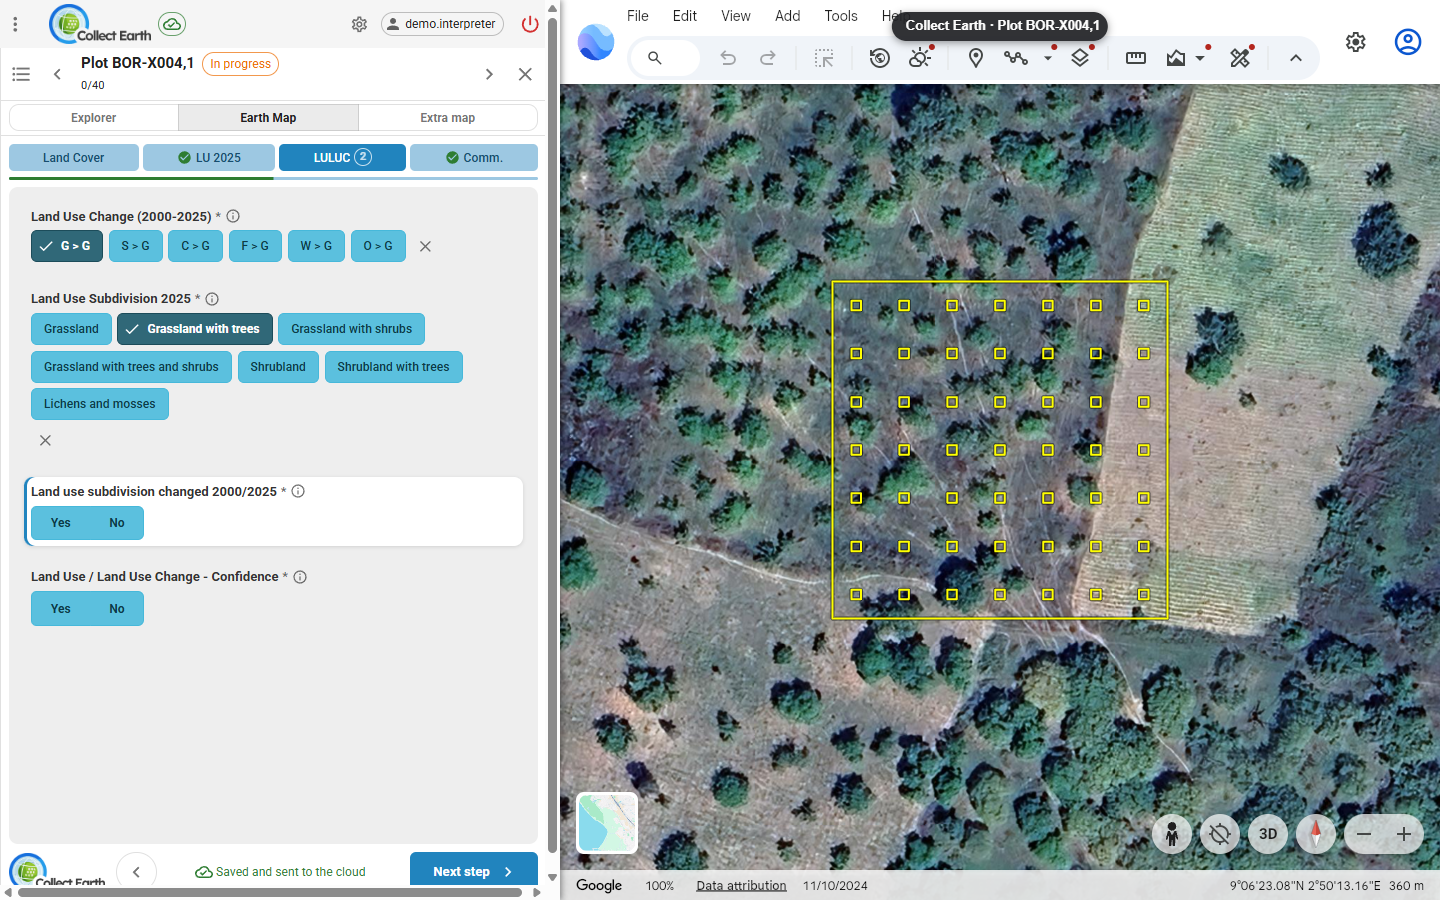 Collect Earth
demo.interpreter
Plot BOR-X004,1
In progress
0/40
Explorer
Earth Map
Extra map
Land Cover
LU 2025
LULUC 2
Comm.
Land Use Change (2000-2025) *
G > G
S > G
C > G
F > G
W > G
O > G
Land Use Subdivision 2025 *
Grassland
Grassland with trees
Grassland with shrubs
Grassland with trees and shrubs
Shrubland
Shrubland with trees
Lichens and mosses
Land use subdivision changed 2000/2025 *
Yes
No
Land Use / Land Use Change - Confidence *
Yes
No
Collect Earth
Saved and sent to the cloud
Next step
File
Edit
View
Add
Tools
Help
Collect Earth · Plot BOR-X004,1
3D
Google
100%
Data attribution
11/10/2024
9°06'23.08"N 2°50'13.16"E
360 m